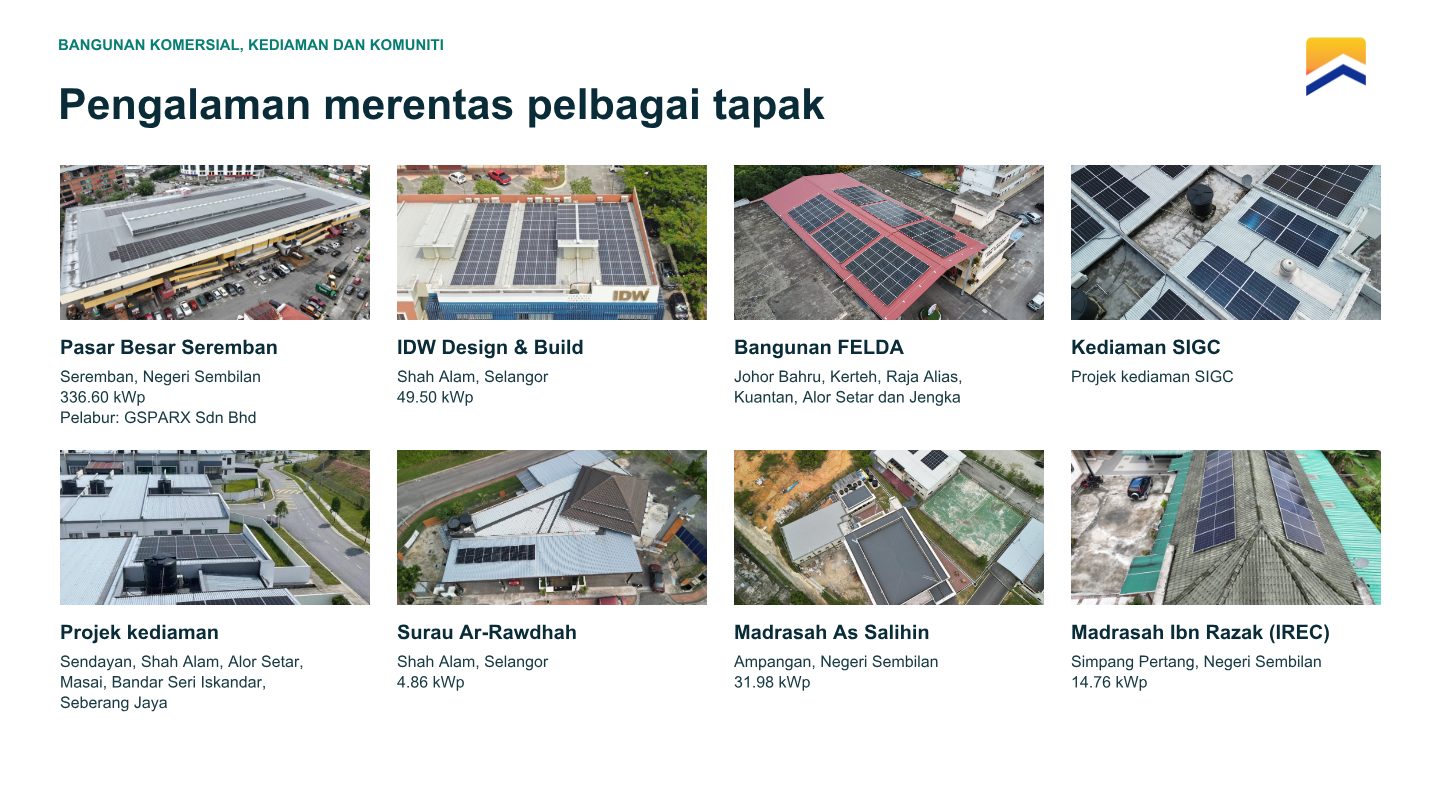 BANGUNAN KOMERSIAL, KEDIAMAN DAN KOMUNITI
Pengalaman merentas pelbagai tapak
IDW
Pasar Besar Seremban
Seremban, Negeri Sembilan
336.60 kWp
Pelabur: GSPARX Sdn Bhd
IDW Design & Build
Shah Alam, Selangor
49.50 kWp
Bangunan FELDA
Johor Bahru, Kerteh, Raja Alias,
Kuantan, Alor Setar dan Jengka
Kediaman SIGC
Projek kediaman SIGC
Projek kediaman
Sendayan, Shah Alam, Alor Setar,
Masai, Bandar Seri Iskandar,
Seberang Jaya
Surau Ar-Rawdhah
Shah Alam, Selangor
4.86 kWp
Madrasah As Salihin
Ampangan, Negeri Sembilan
31.98 kWp
Madrasah Ibn Razak (IREC)
Simpang Pertang, Negeri Sembilan
14.76 kWp